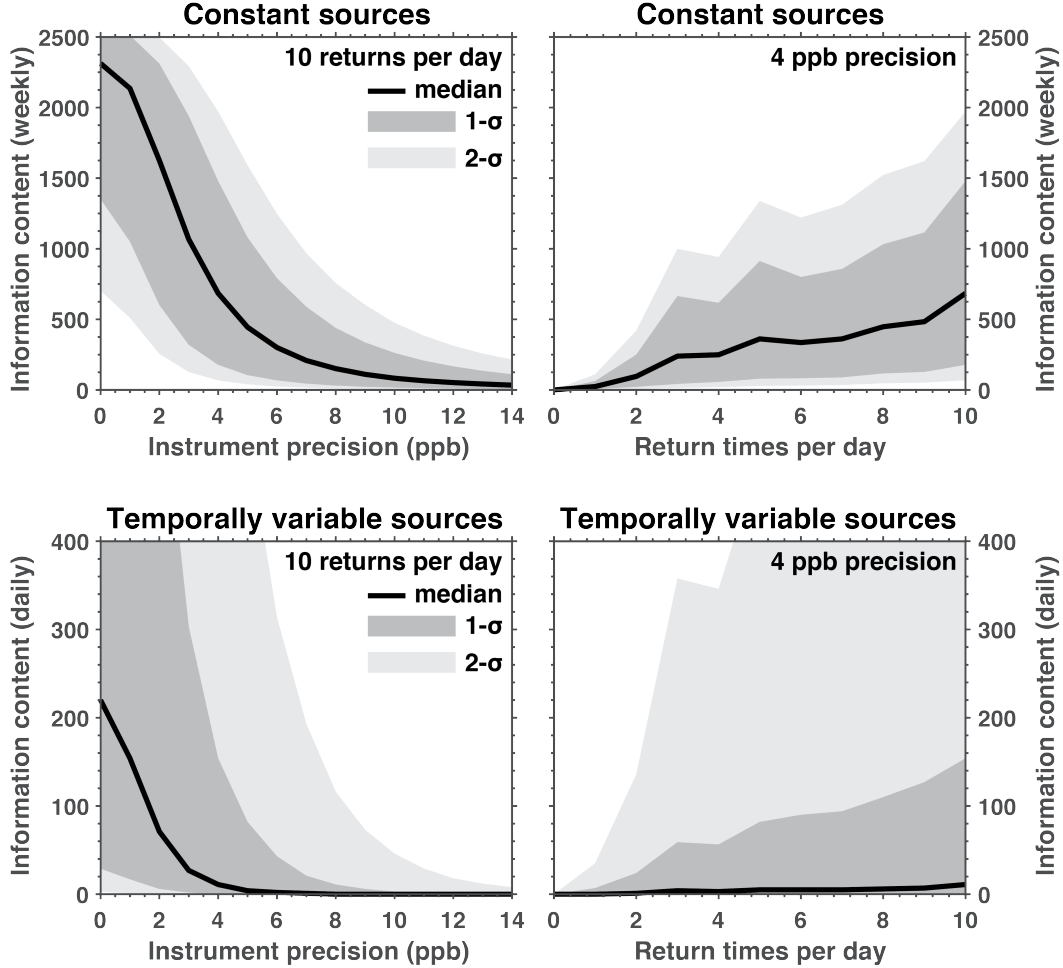 Constant sources
Information content (weekly)
2500
2000
1500
1000
500
0
10 returns per day
median
1-σ
2-σ
0 2 4 6 8 10 12 14
Instrument precision (ppb)
Constant sources
4 ppb precision
2500
2000
1500
1000
500
0
Information content (weekly)
0 2 4 6 8 10
Return times per day
Temporally variable sources
Information content (daily)
400
300
200
100
0
10 returns per day
median
1-σ
2-σ
0 2 4 6 8 10 12 14
Instrument precision (ppb)
Temporally variable sources
4 ppb precision
400
300
200
100
0
Information content (daily)
0 2 4 6 8 10
Return times per day